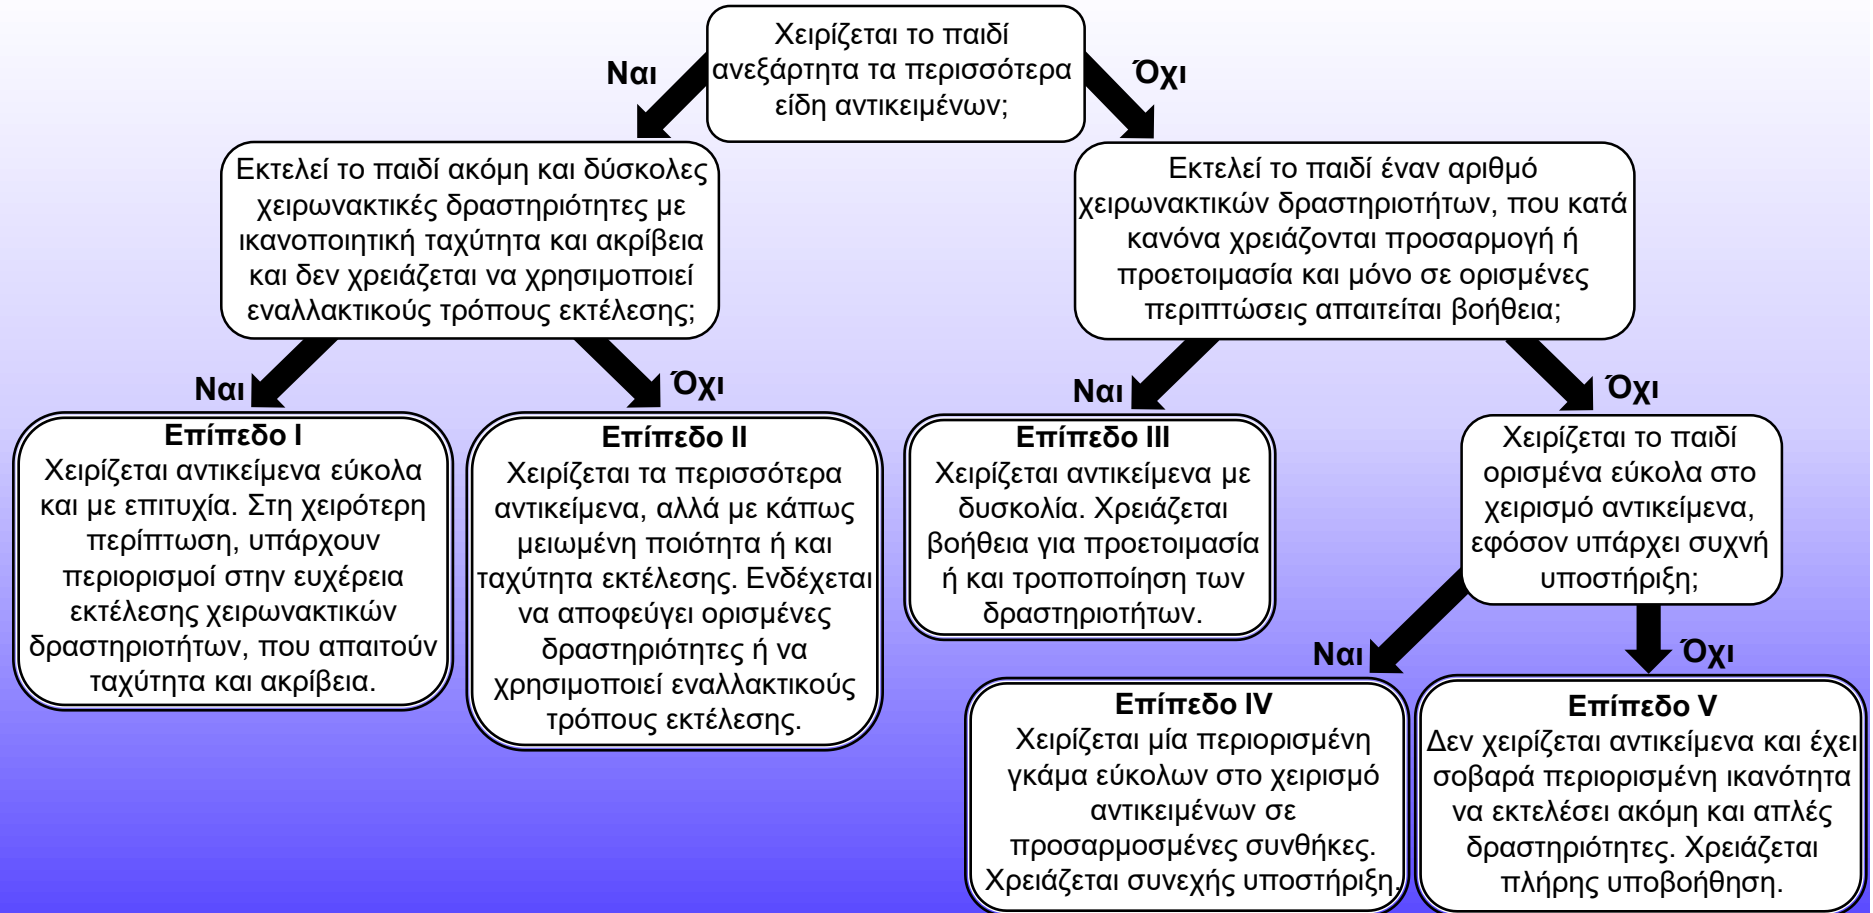 Χειρίζεται το παιδί
ανεξάρτητα τα περισσότερα
είδη αντικειμένων;
Ναι
Όχι
Εκτελεί το παιδί ακόμη και δύσκολες
χειρωνακτικές δραστηριότητες με
ικανοποιητική ταχύτητα και ακρίβεια
και δεν χρειάζεται να χρησιμοποιεί
εναλλακτικούς τρόπους εκτέλεσης;
Εκτελεί το παιδί έναν αριθμό
χειρωνακτικών δραστηριοτήτων, που κατά
κανόνα χρειάζονται προσαρμογή ή
προετοιμασία και μόνο σε ορισμένες
περιπτώσεις απαιτείται βοήθεια;
Ναι
Όχι
Ναι
Όχι
Επίπεδο I
Χειρίζεται αντικείμενα εύκολα
και με επιτυχία. Στη χειρότερη
περίπτωση, υπάρχουν
περιορισμοί στην ευχέρεια
εκτέλεσης χειρωνακτικών
δραστηριοτήτων, που απαιτούν
ταχύτητα και ακρίβεια.
Επίπεδο II
Χειρίζεται τα περισσότερα
αντικείμενα, αλλά με κάπως
μειωμένη ποιότητα ή και
ταχύτητα εκτέλεσης. Ενδέχεται
να αποφεύγει ορισμένες
δραστηριότητες ή να
χρησιμοποιεί εναλλακτικούς
τρόπους εκτέλεσης.
Επίπεδο III
Χειρίζεται αντικείμενα με
δυσκολία. Χρειάζεται
βοήθεια για προετοιμασία
ή και τροποποίηση των
δραστηριοτήτων.
Χειρίζεται το παιδί
ορισμένα εύκολα στο
χειρισμό αντικείμενα,
εφόσον υπάρχει συχνή
υποστήριξη;
Ναι
Όχι
Επίπεδο IV
Χειρίζεται μία περιορισμένη
γκάμα εύκολων στο χειρισμό
αντικειμένων σε
προσαρμοσμένες συνθήκες.
Χρειάζεται συνεχής υποστήριξη.
Επίπεδο V
Δεν χειρίζεται αντικείμενα και έχει
σοβαρά περιορισμένη ικανότητα
να εκτελέσει ακόμη και απλές
δραστηριότητες. Χρειάζεται
πλήρης υποβοήθηση.